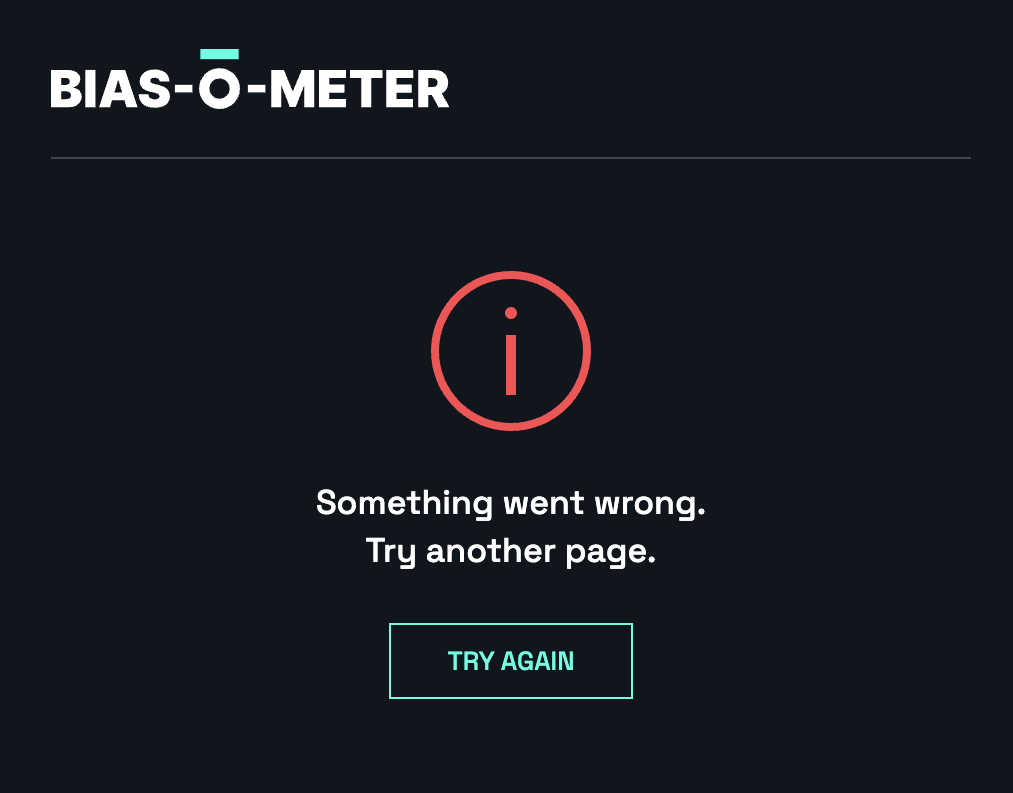 BIAS-Ō-METER
Something went wrong.
Try another page.
TRY AGAIN